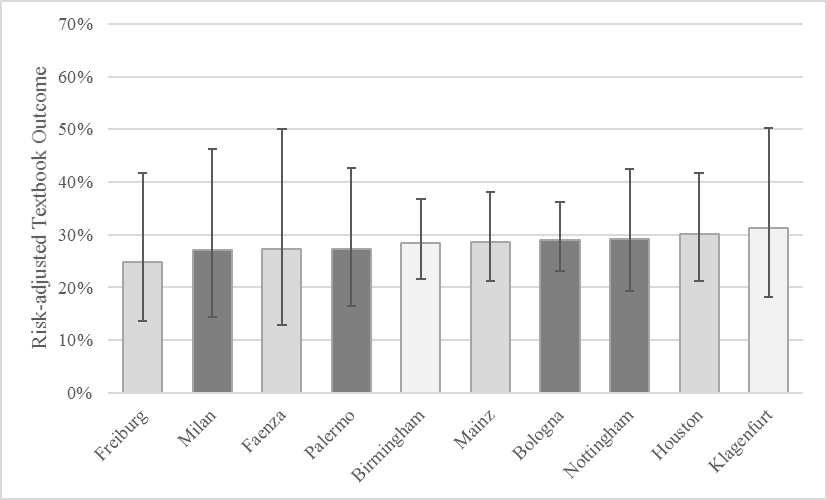 70%
60%
50%
40%
30%
20%
10%
0%
Risk-adjusted Textbook Outcome
Freiburg
Milan
Faenza
Palermo
Birmingham
Mainz
Bologna
Nottingham
Houston
Klagenfurt